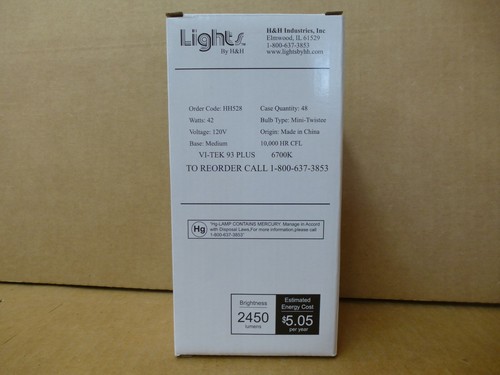 Lights
By H&H
H&H Industries, Inc
Elmwood, IL 61529
1-800-637-3853
www.lightsbyhh.com
Order Code: HH528
Case Quantity: 48
Watts: 42
Bulb Type: Mini-Twistee
Voltage: 120V
Origin: Made in China
Base: Medium
10,000 HR CFL
VI-TEK 93 PLUS 6700K
TO REORDER CALL 1-800-637-3853
Hg
"Hg-LAMP CONTAINS MERCURY. Manage in Accord
with Disposal Laws,For more information,please call
1-800-637-3853"
Brightness
2450
lumens
Estimated
Energy Cost
$5.05
per year